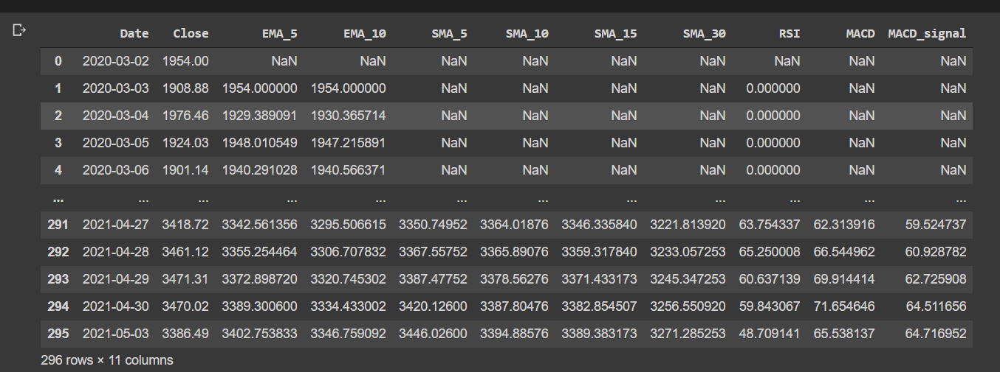 Date Close EMA_5 EMA_10 SMA_5 SMA_10 SMA_15 SMA_30 RSI MACD MACD_signal
0 2020-03-02 1954.00 NaN NaN NaN NaN NaN NaN NaN NaN NaN
1 2020-03-03 1908.88 1954.000000 1954.000000 NaN NaN NaN NaN 0.000000 NaN NaN
2 2020-03-04 1976.46 1929.389091 1930.365714 NaN NaN NaN NaN 0.000000 NaN NaN
3 2020-03-05 1924.03 1948.010549 1947.215891 NaN NaN NaN NaN 0.000000 NaN NaN
4 2020-03-06 1901.14 1940.291028 1940.566371 NaN NaN NaN NaN 0.000000 NaN NaN
... ... ... ... ... ... ... ... ... ... ... ...
291 2021-04-27 3418.72 3342.561356 3295.506615 3350.74952 3364.01876 3346.335840 3221.813920 63.754337 62.313916 59.524737
292 2021-04-28 3461.12 3355.254464 3306.707832 3367.55752 3365.89076 3359.317840 3233.057253 65.250008 66.544962 60.928782
293 2021-04-29 3471.31 3372.898720 3320.745302 3387.47752 3378.56276 3371.433173 3245.347253 60.637139 69.914414 62.725908
294 2021-04-30 3470.02 3389.300600 3334.433002 3420.12600 3387.80476 3382.854507 3256.550920 59.843067 71.654646 64.511656
295 2021-05-03 3386.49 3402.753833 3346.759092 3446.02600 3394.88576 3389.383173 3271.285253 48.709141 65.538137 64.716952
296 rows × 11 columns